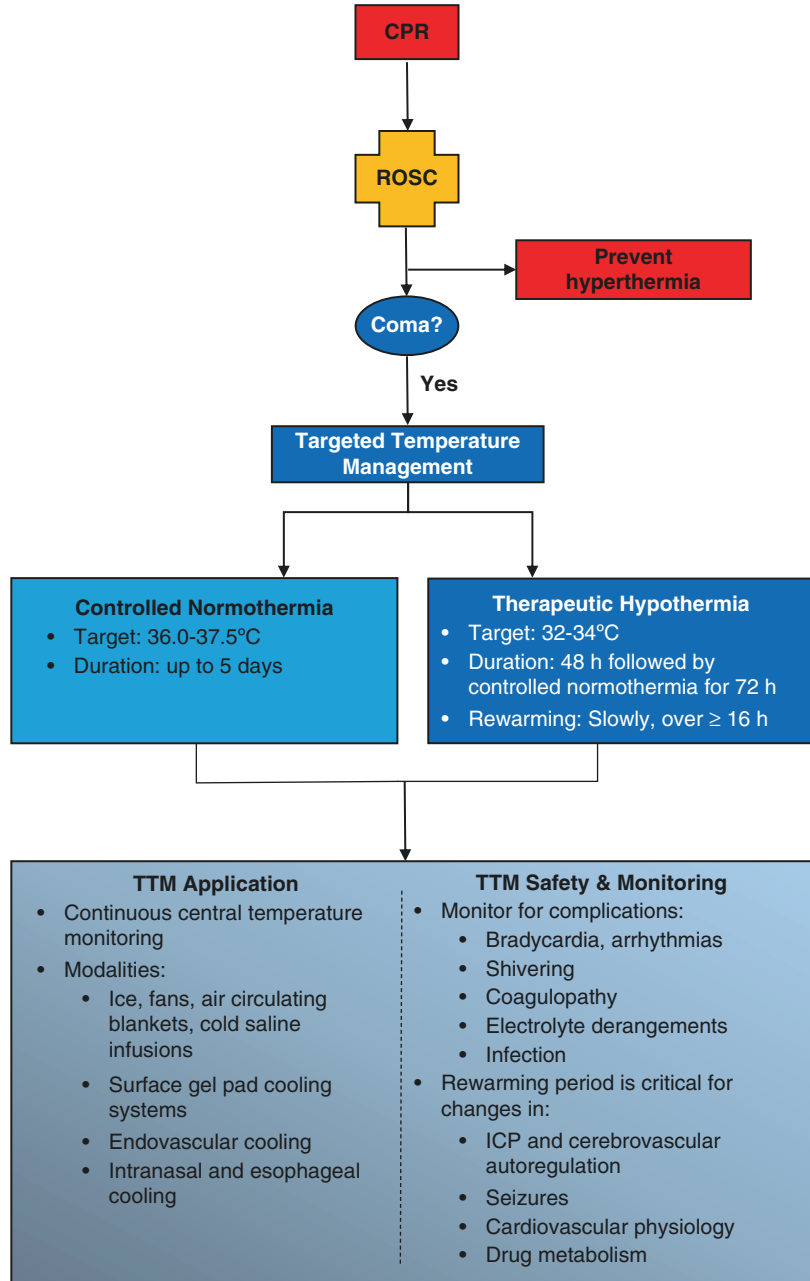 CPR
ROSC
Prevent
hyperthermia
Coma?
Yes
Targeted Temperature
Management
Controlled Normothermia
• Target: 36.0-37.5ºC
• Duration: up to 5 days
Therapeutic Hypothermia
• Target: 32-34ºC
• Duration: 48 h followed by
controlled normothermia for 72 h
• Rewarming: Slowly, over ≥ 16 h
TTM Application
• Continuous central temperature
monitoring
• Modalities:
• Ice, fans, air circulating
blankets, cold saline
infusions
• Surface gel pad cooling
systems
• Endovascular cooling
• Intranasal and esophageal
cooling
TTM Safety & Monitoring
• Monitor for complications:
• Bradycardia, arrhythmias
• Shivering
• Coagulopathy
• Electrolyte derangements
• Infection
• Rewarming period is critical for
changes in:
• ICP and cerebrovascular
autoregulation
• Seizures
• Cardiovascular physiology
• Drug metabolism